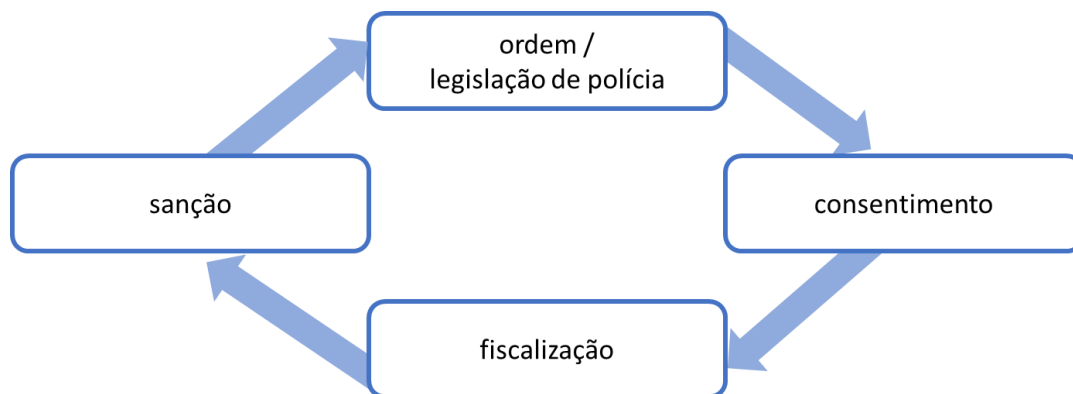 ordem /
legislação de polícia
sanção
consentimento
fiscalização